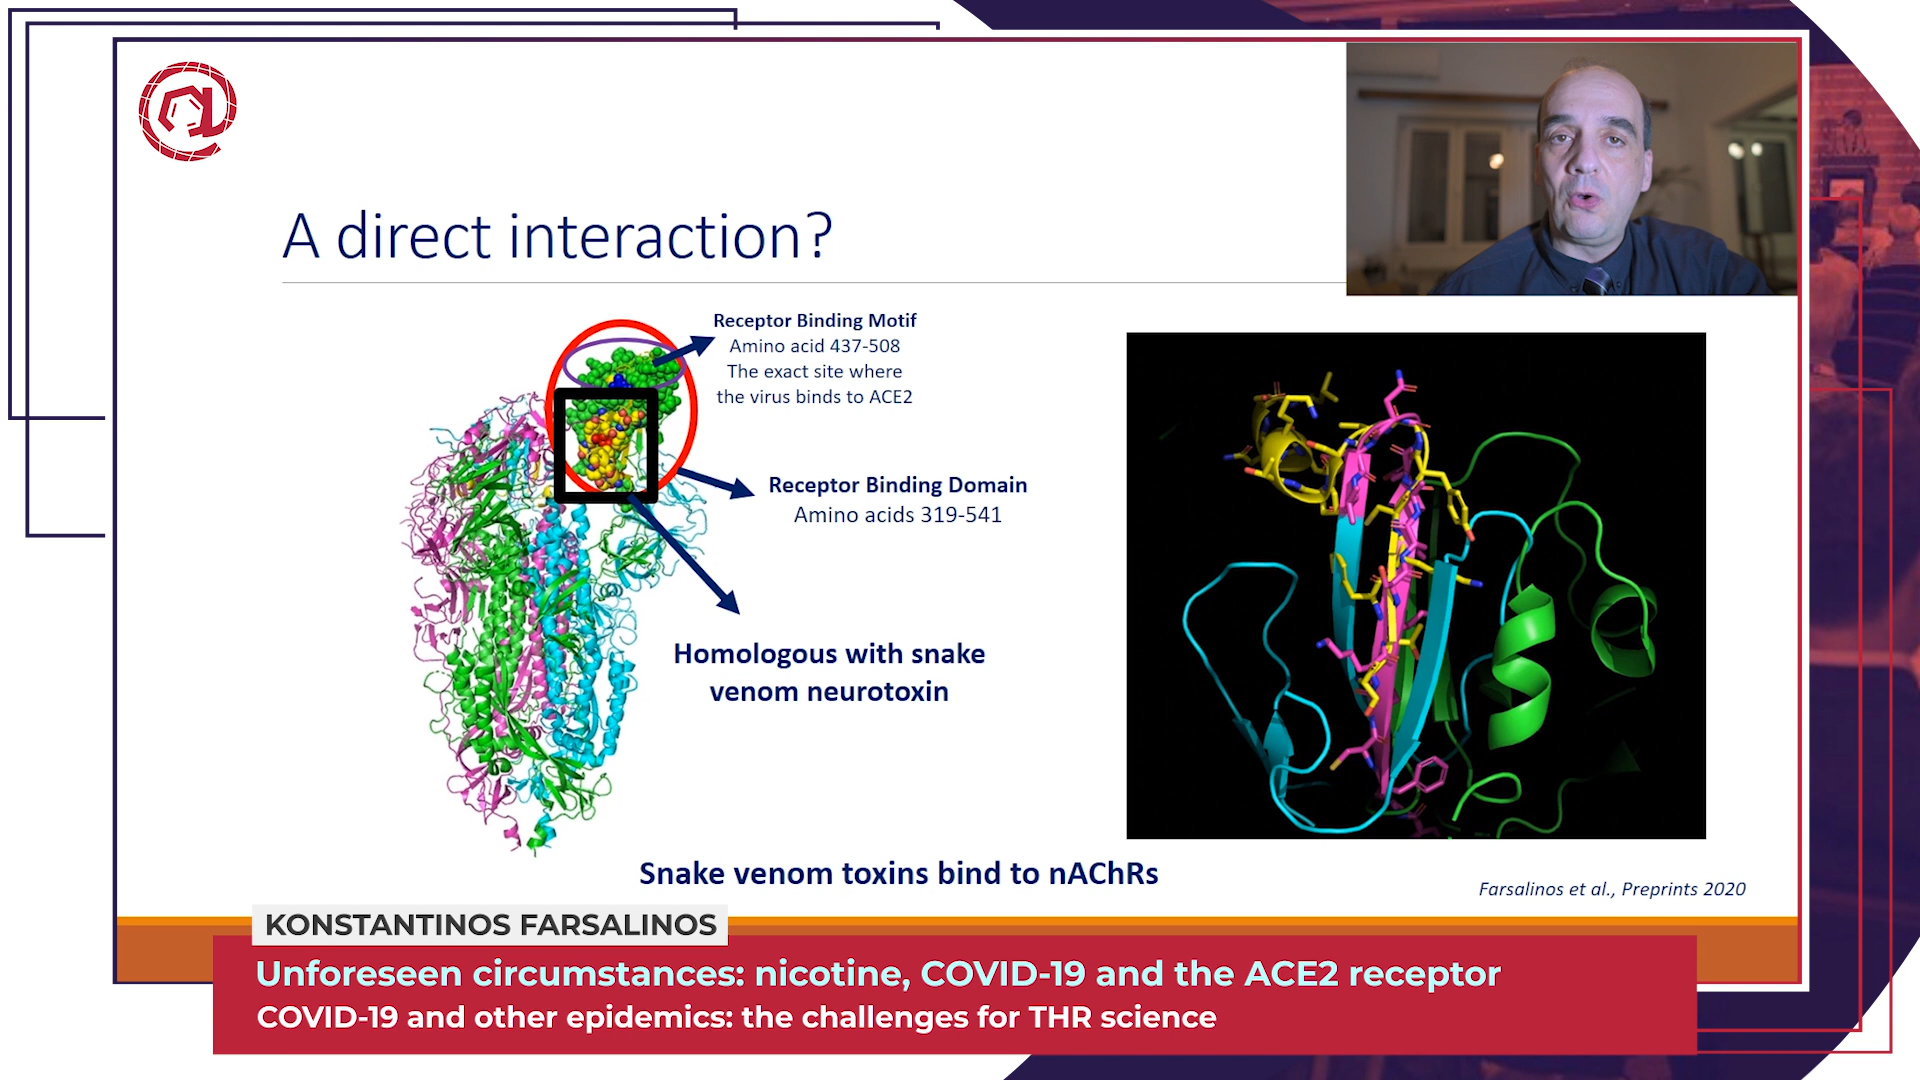 A direct interaction?
Receptor Binding Motif
Amino acid 437-508
The exact site where
the virus binds to ACE2
Receptor Binding Domain
Amino acids 319-541
Homologous with snake
venom neurotoxin
Snake venom toxins bind to nAChRs
Farsalinos et al., Preprints 2020
KONSTANTINOS FARSALINOS
Unforeseen circumstances: nicotine, COVID-19 and the ACE2 receptor
COVID-19 and other epidemics: the challenges for THR science